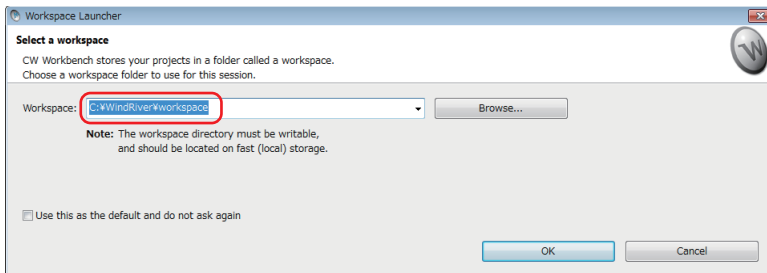 Workspace Launcher
Select a workspace
CW Workbench stores your projects in a folder called a workspace.
Choose a workspace folder to use for this session.
Workspace: C:¥WindRiver¥workspace Browse...
Note: The workspace directory must be writable,
and should be located on fast (local) storage.
Use this as the default and do not ask again
OK Cancel